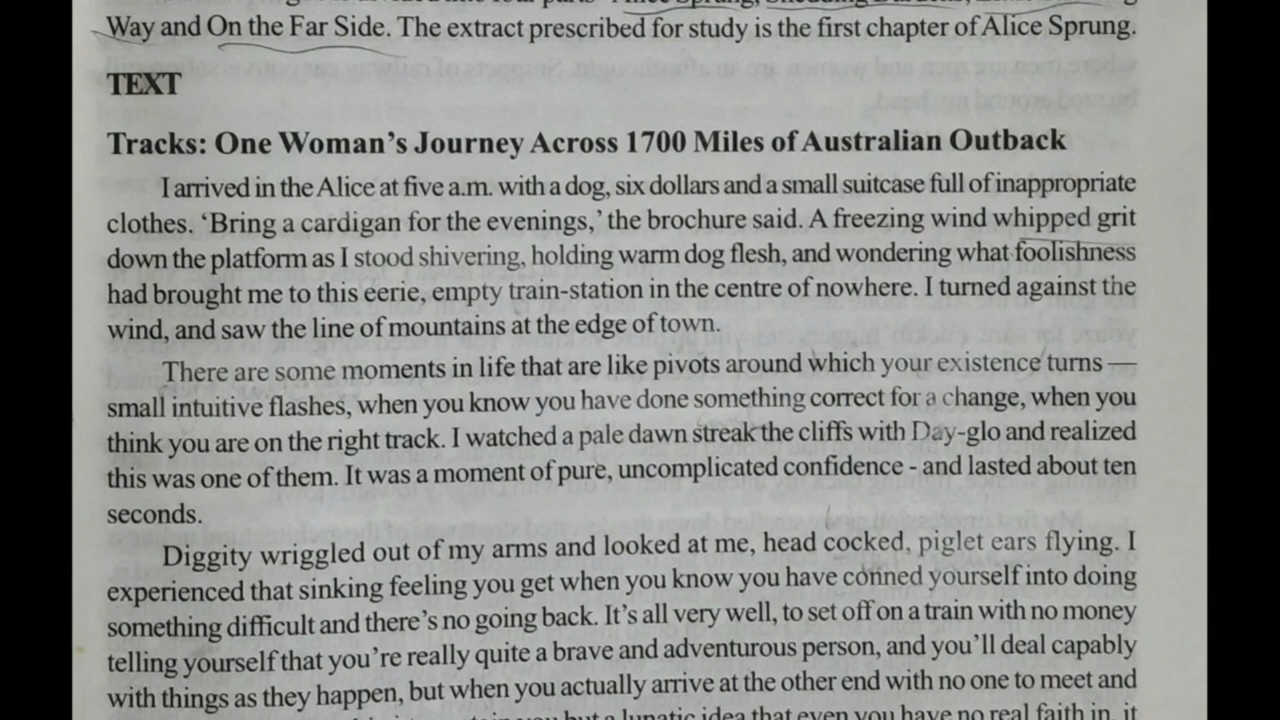 Way and On the Far Side. The extract prescribed for study is the first chapter of Alice Sprung.
TEXT
Tracks: One Woman's Journey Across 1700 Miles of Australian Outback
I arrived in the Alice at five a.m. with a dog, six dollars and a small suitcase full of inappropriate
clothes. 'Bring a cardigan for the evenings,' the brochure said. A freezing wind whipped grit
down the platform as I stood shivering, holding warm dog flesh, and wondering what foolishness
had brought me to this eerie, empty train-station in the centre of nowhere. I turned against the
wind, and saw the line of mountains at the edge of town.
There are some moments in life that are like pivots around which your existence turns —
small intuitive flashes, when you know you have done something correct for a change, when you
think you are on the right track. I watched a pale dawn streak the cliffs with Day-glo and realized
this was one of them. It was a moment of pure, uncomplicated confidence - and lasted about ten
seconds.
Diggity wriggled out of my arms and looked at me, head cocked, piglet ears flying. I
experienced that sinking feeling you get when you know you have conned yourself into doing
something difficult and there's no going back. It's all very well, to set off on a train with no money
telling yourself that you're really quite a brave and adventurous person, and you'll deal capably
with things as they happen, but when you actually arrive at the other end with no one to meet and
but a lunatic idea that even you have no real faith in, it